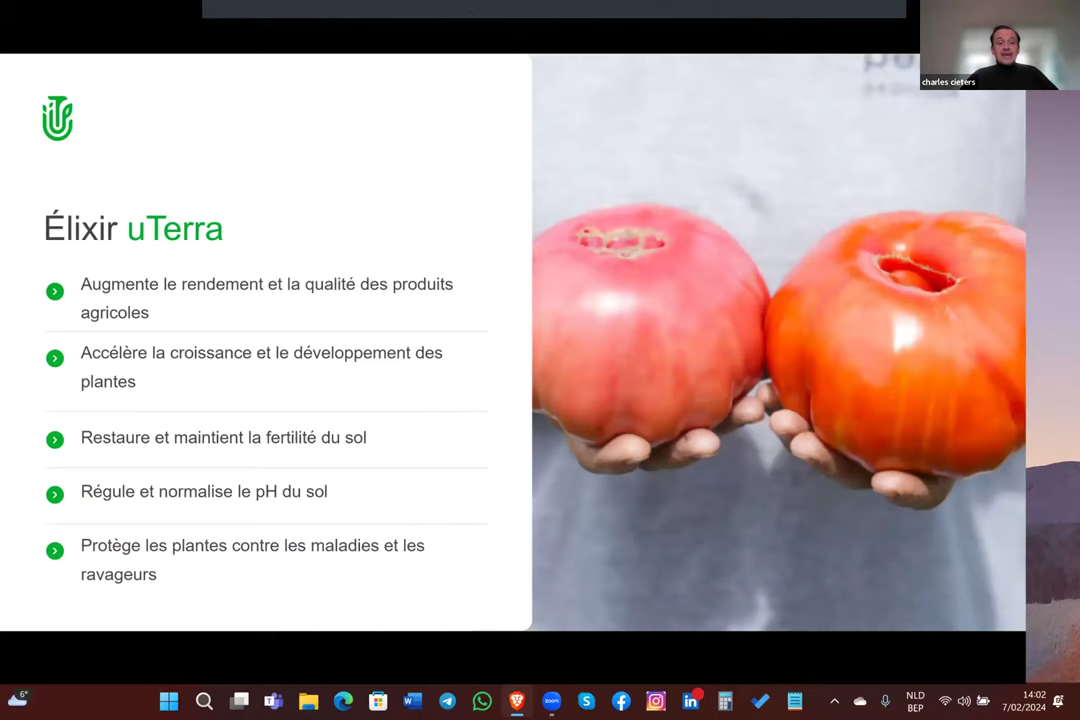 charles cieters
Élixir uTerra
Augmente le rendement et la qualité des produits
agricoles
Accélère la croissance et le développement des
plantes
Restaure et maintient la fertilité du sol
Régule et normalise le pH du sol
Protège les plantes contre les maladies et les
ravageurs
6°
zoom
NLD
BEP
14:02
7/02/2024